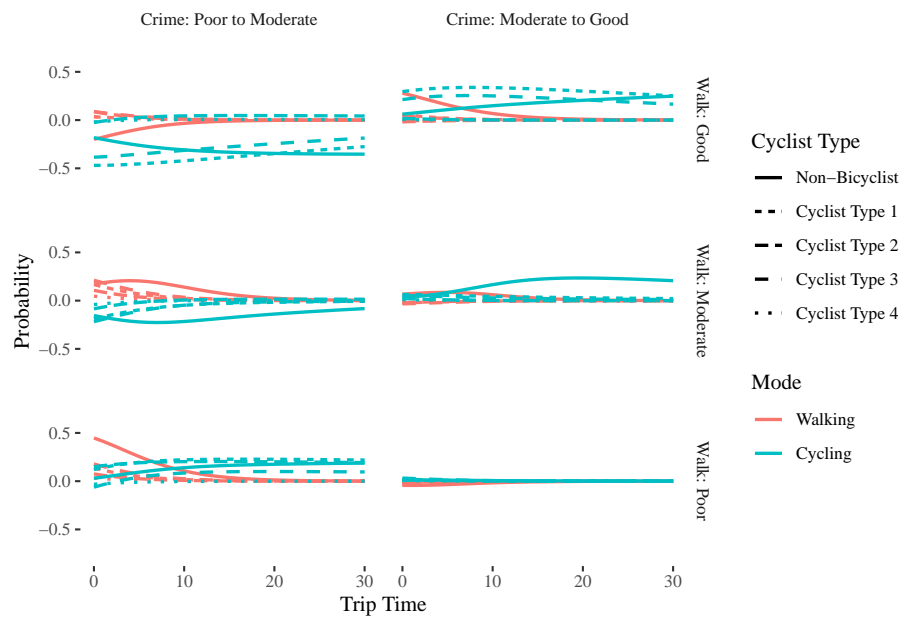 Crime: Poor to Moderate
Crime: Moderate to Good
0.5
0.0
−0.5
Walk: Good
0.5
0.0
−0.5
Walk: Moderate
0.5
0.0
−0.5
Walk: Poor
Probability
0 10 20 30
0 10 20 30
Trip Time
Cyclist Type
Non−Bicyclist
Cyclist Type 1
Cyclist Type 2
Cyclist Type 3
Cyclist Type 4
Mode
Walking
Cycling